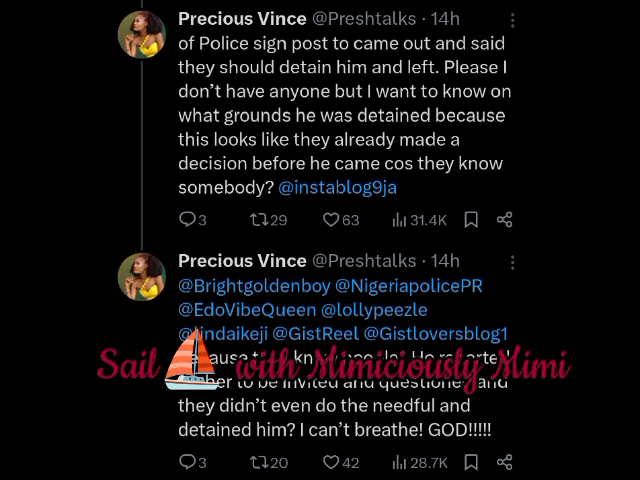 Precious Vince @Preshtalks · 14h
of Police sign post to came out and said
they should detain him and left. Please I
don't have anyone but I want to know on
what grounds he was detained because
this looks like they already made a
decision before he came cos they know
somebody? @instablog9ja
3 29 63 31.4K
Precious Vince @Preshtalks · 14h
@Brightgoldenboy @NigeriapolicePR
@EdoVibeQueen @lollypeezle
@lindaikeji @GistReel @Gistloversblog1
He reported
Sail with Mimiciously Mimi
to be invited and questioned and
they didn't even do the needful and
detained him? I can't breathe! GOD!!!!!
3 20 42 28.7K